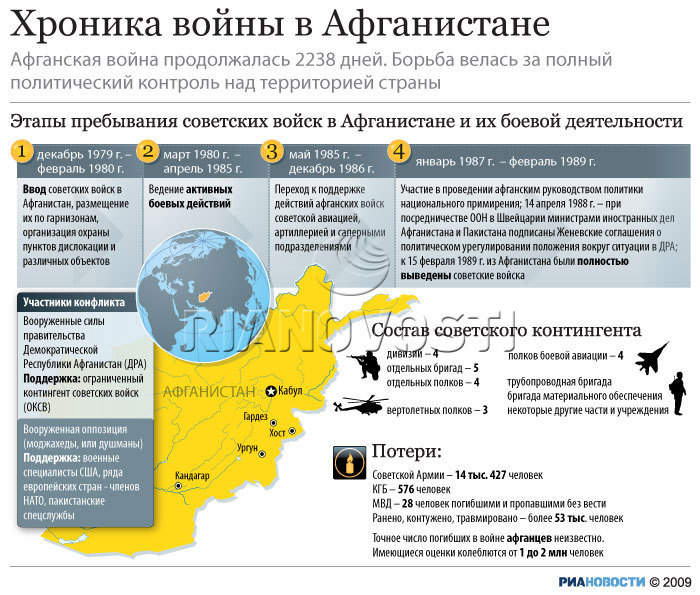 Хроника войны в Афганистане
Афганская война продолжалась 2238 дней. Борьба велась за полный
политический контроль над территорией страны
Этапы пребывания советских войск в Афганистане и их боевой деятельности
1 декабрь 1979 г. –
февраль 1980 г.
Ввод советских войск в
Афганистан, размещение
их по гарнизонам,
организация охраны
пунктов дислокации и
различных объектов
2 март 1980 г. –
апрель 1985 г.
Ведение активных
боевых действий
3 май 1985 г. –
декабрь 1986 г.
Переход к поддержке
действий афганских войск
советской авиацией,
артиллерией и саперными
подразделениями
4 январь 1987 г. – февраль 1989 г.
Участие в проведении афганским руководством политики
национального примирения; 14 апреля 1988 г. – при
посредничестве ООН в Швейцарии министрами иностранных дел
Афганистана и Пакистана подписаны Женевские соглашения о
политическом урегулировании положения вокруг ситуации в ДРА;
к 15 февраля 1989 г. из Афганистана были полностью
выведены советские войска
Участники конфликта
Вооруженные силы
правительства
Демократической
Республики Афганистан (ДРА)
Поддержка: ограниченный
контингент советских войск
(ОКСВ)
Вооруженная оппозиция
(моджахеды, или душманы)
Поддержка: военные
специалисты США, ряда
европейских стран - членов
НАТО, пакистанские
спецслужбы
RIANOVOSTI
АФГАНИСТАН
Кабул
Гардез
Хост
Ургун
Кандагар
Состав советского контингента
дивизии – 4
отдельных бригад – 5
отдельных полков – 4
вертолетных полков – 3
полков боевой авиации – 4
трубопроводная бригада
бригада материального обеспечения
некоторые другие части и учреждения
Потери:
Советской Армии – 14 тыс. 427 человек
КГБ – 576 человек
МВД – 28 человек погибшими и пропавшими без вести
Ранено, контужено, травмировано – более 53 тыс. человек
Точное число погибших в войне афганцев неизвестно.
Имеющиеся оценки колеблются от 1 до 2 млн человек
РИАНОВОСТИ © 2009